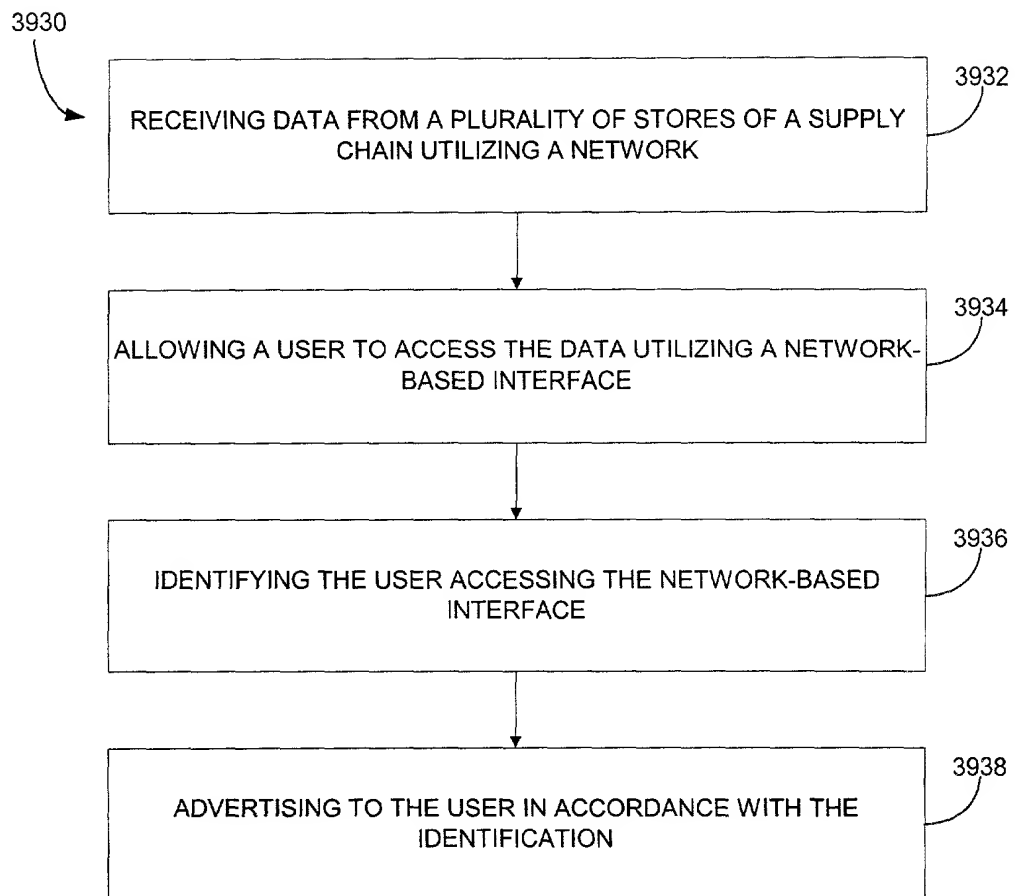 3930
3932
RECEIVING DATA FROM A PLURALITY OF STORES OF A SUPPLY
CHAIN UTILIZING A NETWORK
3934
ALLOWING A USER TO ACCESS THE DATA UTILIZING A NETWORK-
BASED INTERFACE
3936
IDENTIFYING THE USER ACCESSING THE NETWORK-BASED
INTERFACE
3938
ADVERTISING TO THE USER IN ACCORDANCE WITH THE
IDENTIFICATION